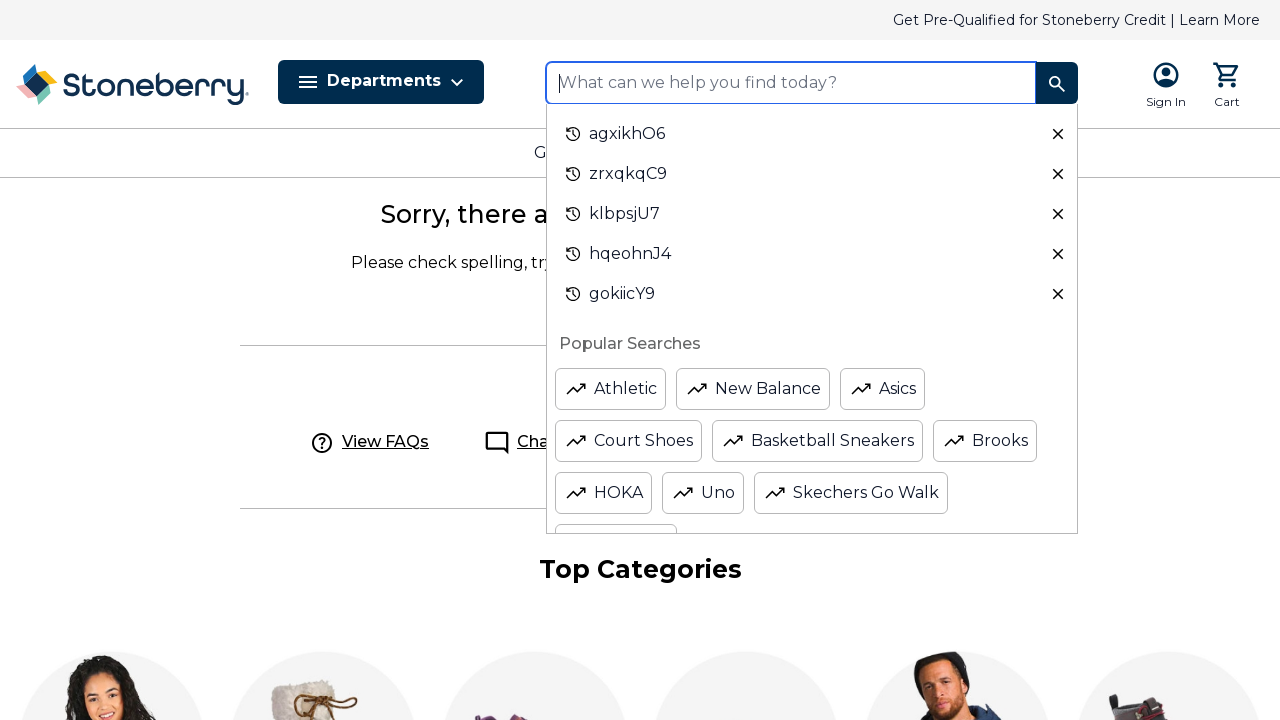 Get Pre-Qualified for Stoneberry Credit | Learn More
Stoneberry
Departments
What can we help you find today?
Sign In
Cart
G
agxikhO6
zrxqkqC9
klbpsjU7
hqeohnJ4
gokiicY9
Sorry, there a
Please check spelling, try
Popular Searches
Athletic
New Balance
Asics
Court Shoes
Basketball Sneakers
Brooks
HOKA
Uno
Skechers Go Walk
View FAQs
Cha
Top Categories